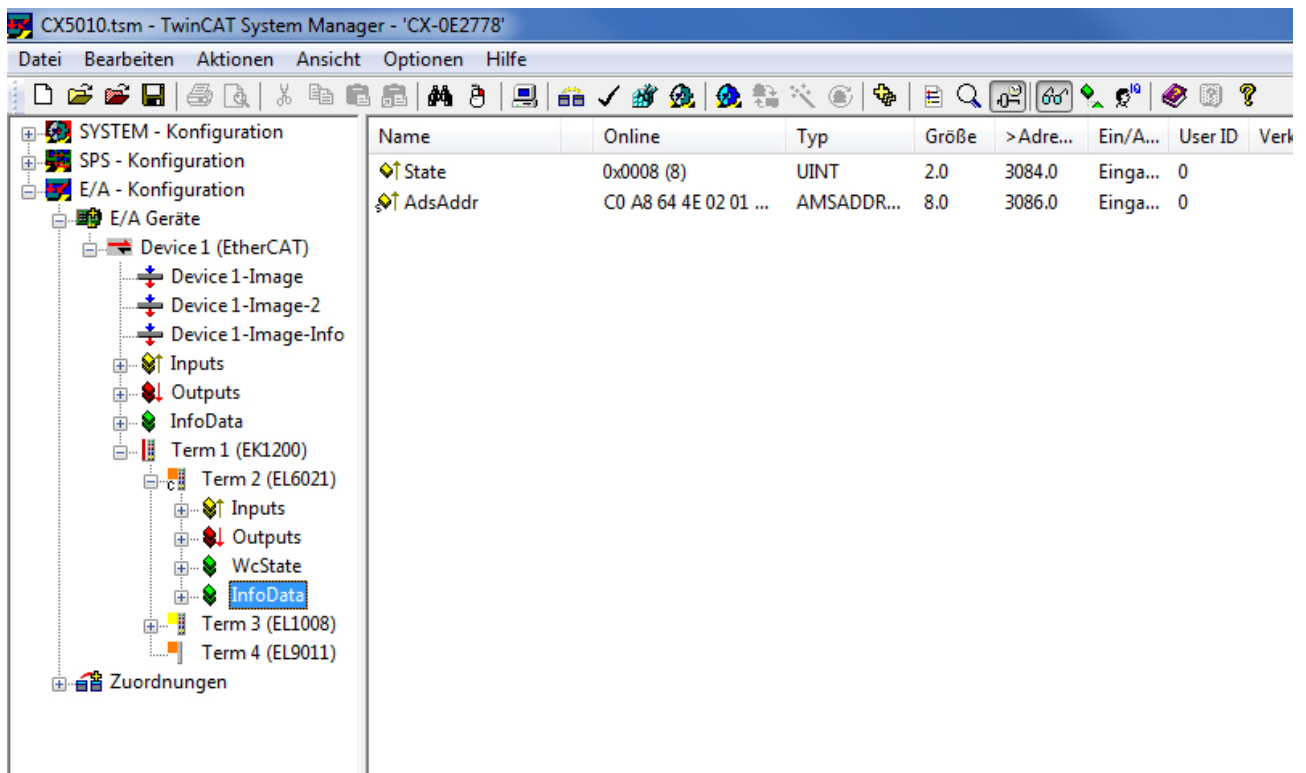 CX5010.tsm - TwinCAT System Manager - 'CX-0E2778'
Datei Bearbeiten Aktionen Ansicht Optionen Hilfe
SYSTEM - Konfiguration
SPS - Konfiguration
E/A - Konfiguration
E/A Geräte
Device 1 (EtherCAT)
Device 1-Image
Device 1-Image-2
Device 1-Image-Info
Inputs
Outputs
InfoData
Term 1 (EK1200)
Term 2 (EL6021)
Inputs
Outputs
WcState
InfoData
Term 3 (EL1008)
Term 4 (EL9011)
Zuordnungen
Name Online Typ Größe >Adre... Ein/A... User ID Verk
State 0x0008 (8) UINT 2.0 3084.0 Einga... 0
AdsAddr C0 A8 64 4E 02 01 ... AMSADDR... 8.0 3086.0 Einga... 0